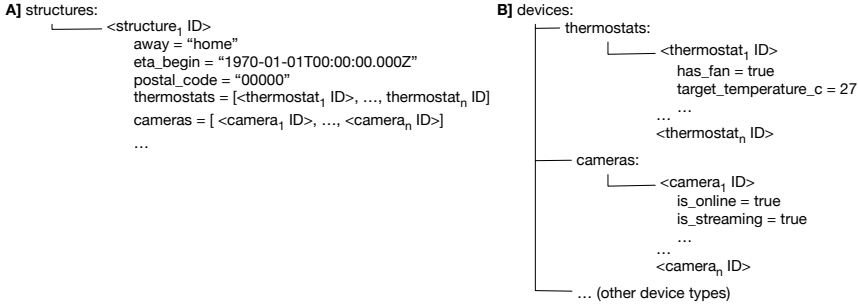 A] structures:
<structure1 ID>
away = “home”
eta_begin = “1970-01-01T00:00:00.000Z”
postal_code = “00000”
thermostats = [<thermostat1 ID>, …, thermostatn ID]
cameras = [ <camera1 ID>, …, <cameran ID>]
…
B] devices:
thermostats:
<thermostat1 ID>
has_fan = true
target_temperature_c = 27
…
…
<thermostatn ID>
cameras:
<camera1 ID>
is_online = true
is_streaming = true
…
…
<cameran ID>
… (other device types)